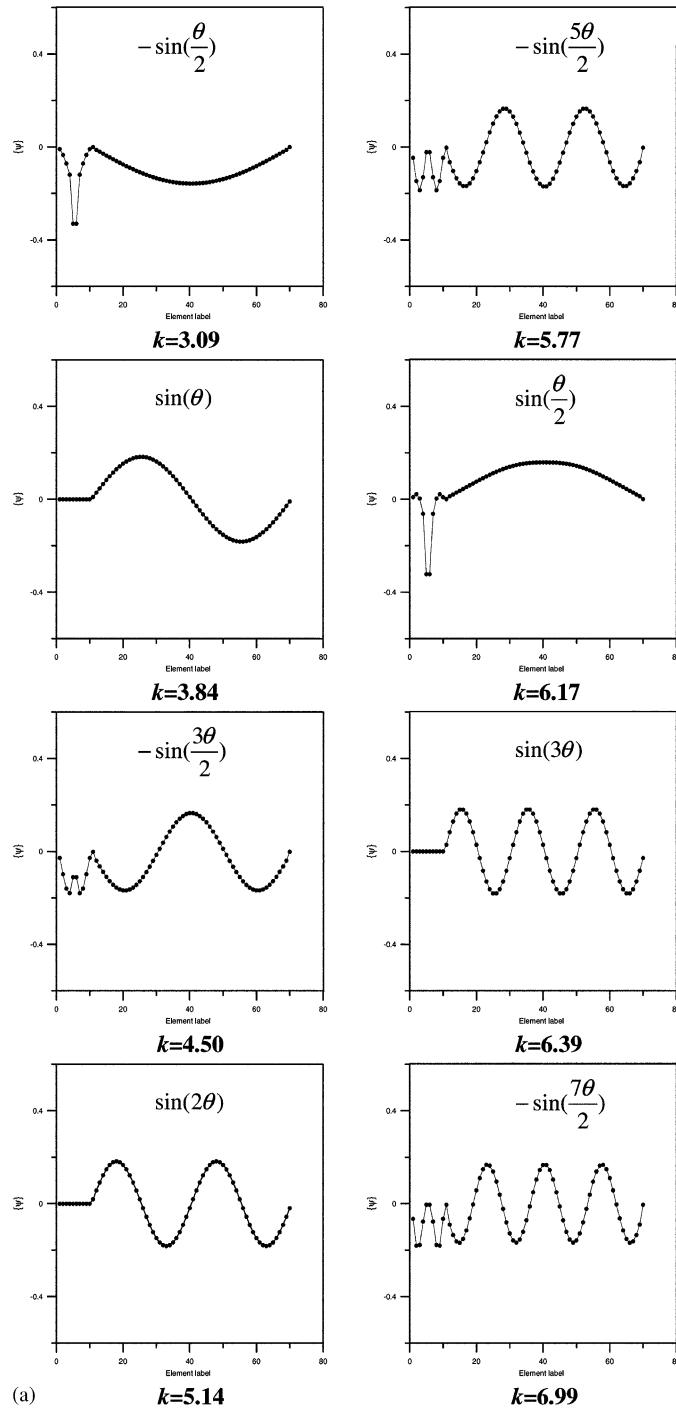 -sin(θ/2)
0.4
0
-0.4
{ψ}
0 20 40 60 80
Element label
k=3.09
-sin(5θ/2)
0.4
0
-0.4
{ψ}
0 20 40 60 80
Element label
k=5.77
sin(θ)
0.4
0
-0.4
{ψ}
0 20 40 60 80
Element label
k=3.84
sin(θ/2)
0.4
0
-0.4
{ψ}
0 20 40 60 80
Element label
k=6.17
-sin(3θ/2)
0.4
0
-0.4
{ψ}
0 20 40 60 80
Element label
k=4.50
sin(3θ)
0.4
0
-0.4
{ψ}
0 20 40 60 80
Element label
k=6.39
sin(2θ)
0.4
0
-0.4
{ψ}
0 20 40 60 80
Element label
(a)
k=5.14
-sin(7θ/2)
0.4
0
-0.4
{ψ}
0 20 40 60 80
Element label
k=6.99